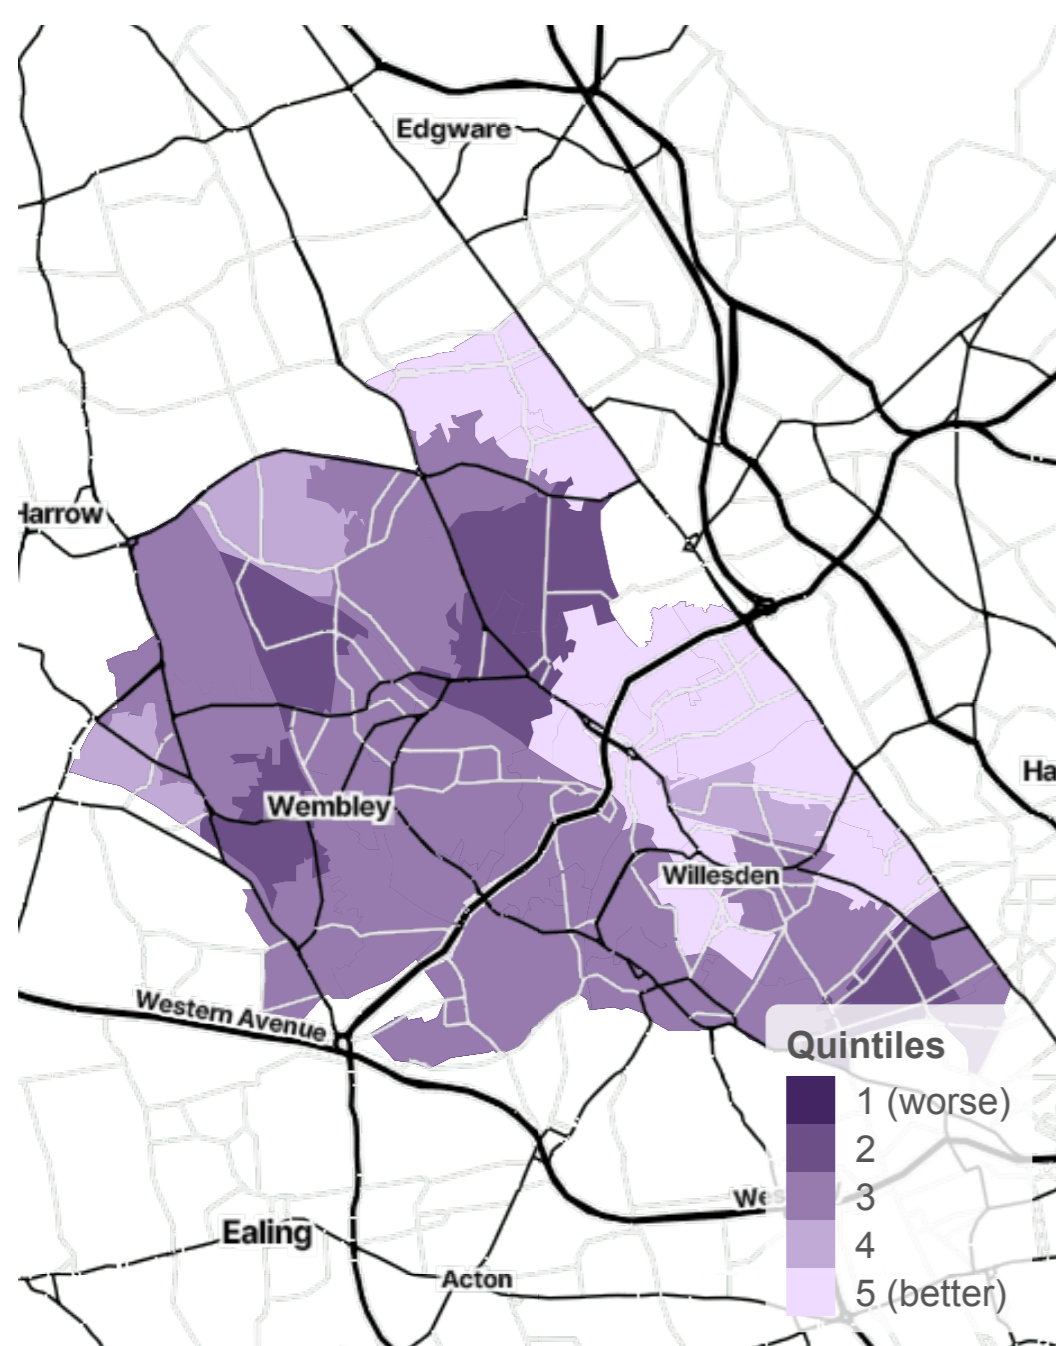 Edgware
Harrow
Wembley
Willesden
Western Avenue
Ealing
Acton
Quintiles
1 (worse)
2
3
4
5 (better)